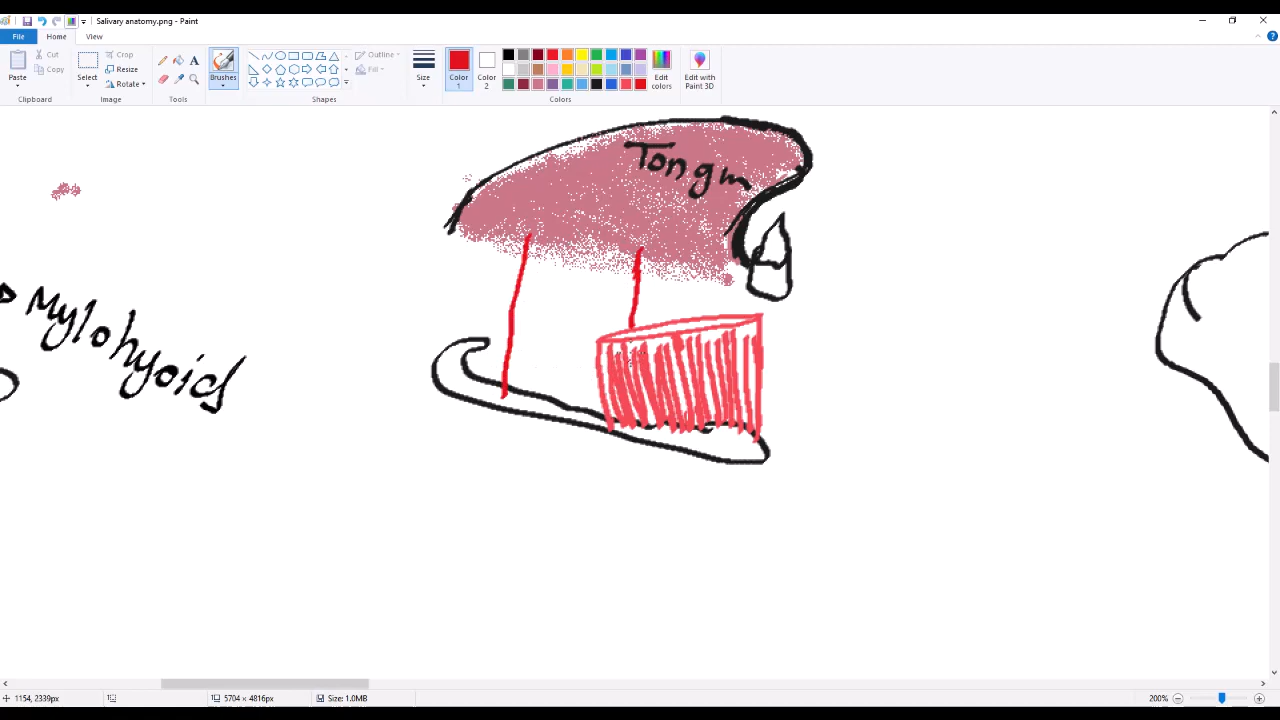 Salivary anatomy.png - Paint
File
Home
View
Paste
Cut
Copy
Clipboard
Select
Crop
Resize
Rotate
Image
A
Tools
Brushes
Shapes
Outline
Fill
Size
Color 1
Color 2
Edit colors
Colors
Edit with Paint 3D
Tongu
Mylohyoid
1154, 2339px
5704 × 4816px
Size: 1.0MB
200%